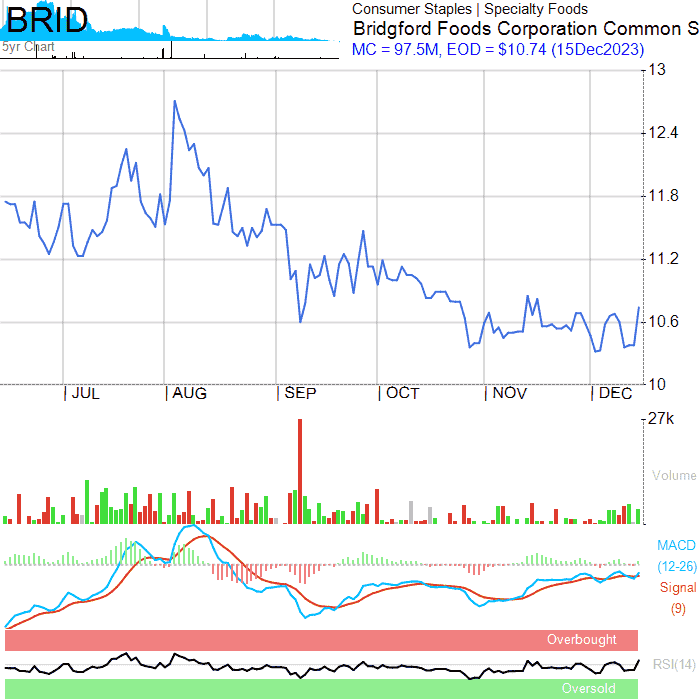 BRID
5yr Chart
Consumer Staples | Specialty Foods
Bridgford Foods Corporation Common S
MC = 97.5M, EOD = $10.74 (15Dec2023)
13
12.4
11.8
11.2
10.6
10
JUL
AUG
SEP
OCT
NOV
DEC
27k
Volume
MACD
(12-26)
Signal
(9)
Overbought
RSI(14)
Oversold